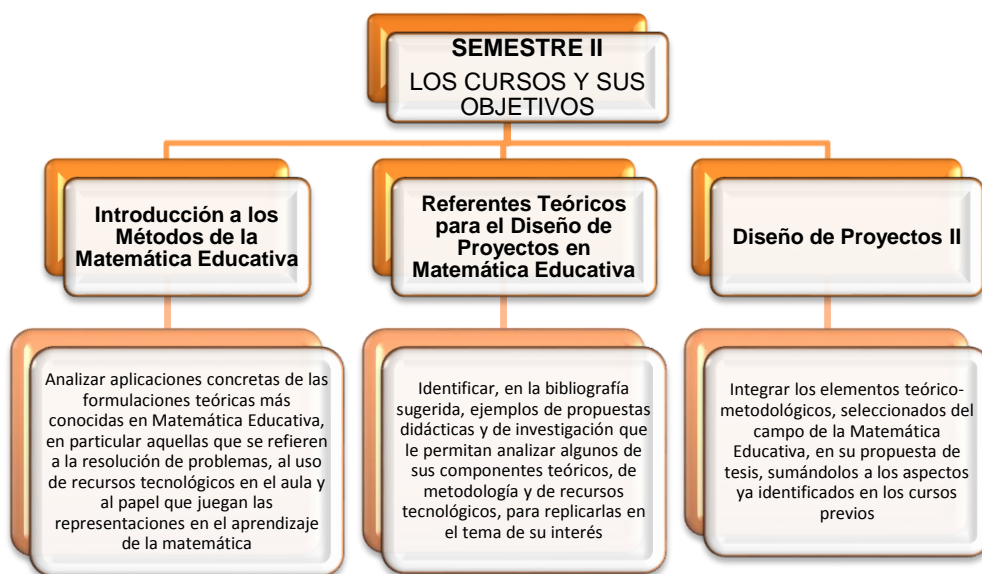 SEMESTRE II
LOS CURSOS Y SUS
OBJETIVOS
Introducción a los
Métodos de la
Matemática Educativa
Referentes Teóricos
para el Diseño de
Proyectos en
Matemática Educativa
Diseño de Proyectos II
Analizar aplicaciones concretas de las
formulaciones teóricas más
conocidas en Matemática Educativa,
en particular aquellas que se refieren
a la resolución de problemas, al uso
de recursos tecnológicos en el aula y
al papel que juegan las
representaciones en el aprendizaje
de la matemática
Identificar, en la bibliografía
sugerida, ejemplos de propuestas
didácticas y de investigación que
le permitan analizar algunos de
sus componentes teóricos, de
metodología y de recursos
tecnológicos, para replicarlas en
el tema de su interés
Integrar los elementos teórico-
metodológicos, seleccionados del
campo de la Matemática
Educativa, en su propuesta de
tesis, sumándolos a los aspectos
ya identificados en los cursos
previos